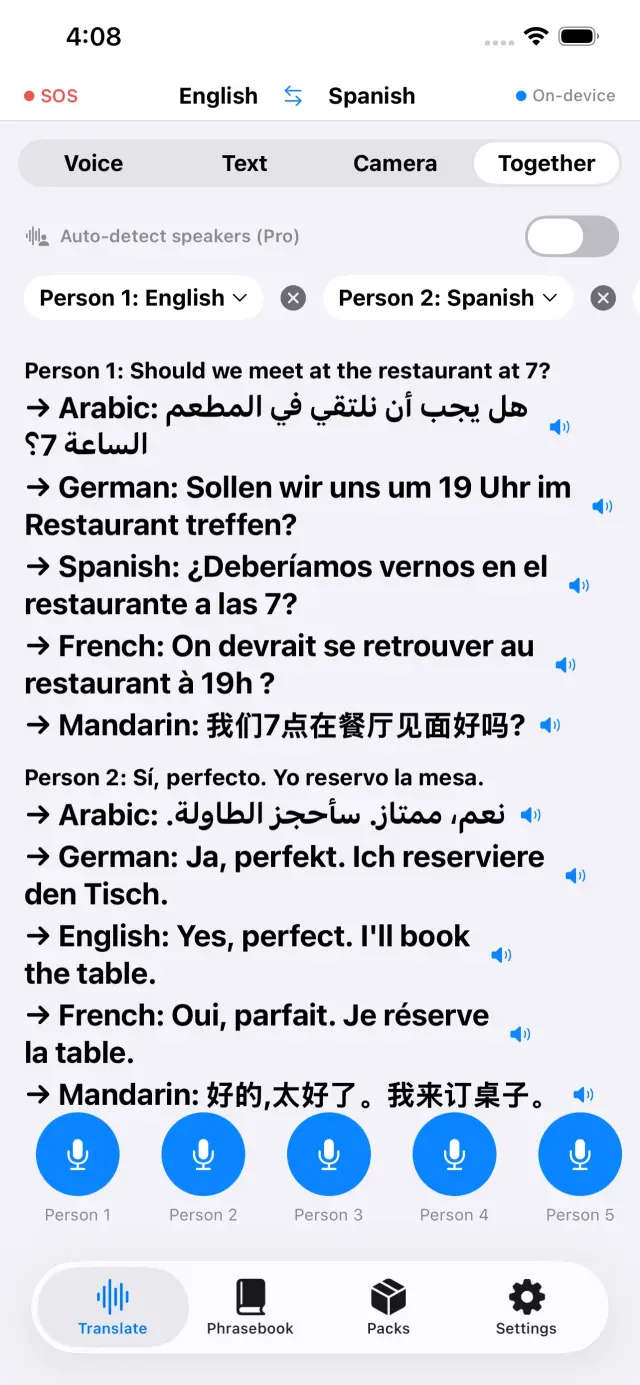 4:08
SOS
English
Spanish
On-device
Voice
Text
Camera
Together
Auto-detect speakers (Pro)
Person 1: English
Person 2: Spanish
Person 1: Should we meet at the restaurant at 7?
→ Arabic: هل يجب أن نلتقي في المطعم
الساعة 7؟
→ German: Sollen wir uns um 19 Uhr im
Restaurant treffen?
→ Spanish: ¿Deberíamos vernos en el
restaurante a las 7?
→ French: On devrait se retrouver au
restaurant à 19h ?
→ Mandarin: 我们7点在餐厅见面好吗?
Person 2: Sí, perfecto. Yo reservo la mesa.
→ Arabic: نعم، ممتاز. سأحجز الطاولة.
→ German: Ja, perfekt. Ich reserviere
den Tisch.
→ English: Yes, perfect. I'll book
the table.
→ French: Oui, parfait. Je réserve
la table.
→ Mandarin: 好的,太好了。我来订桌子。
Person 1
Person 2
Person 3
Person 4
Person 5
Translate
Phrasebook
Packs
Settings